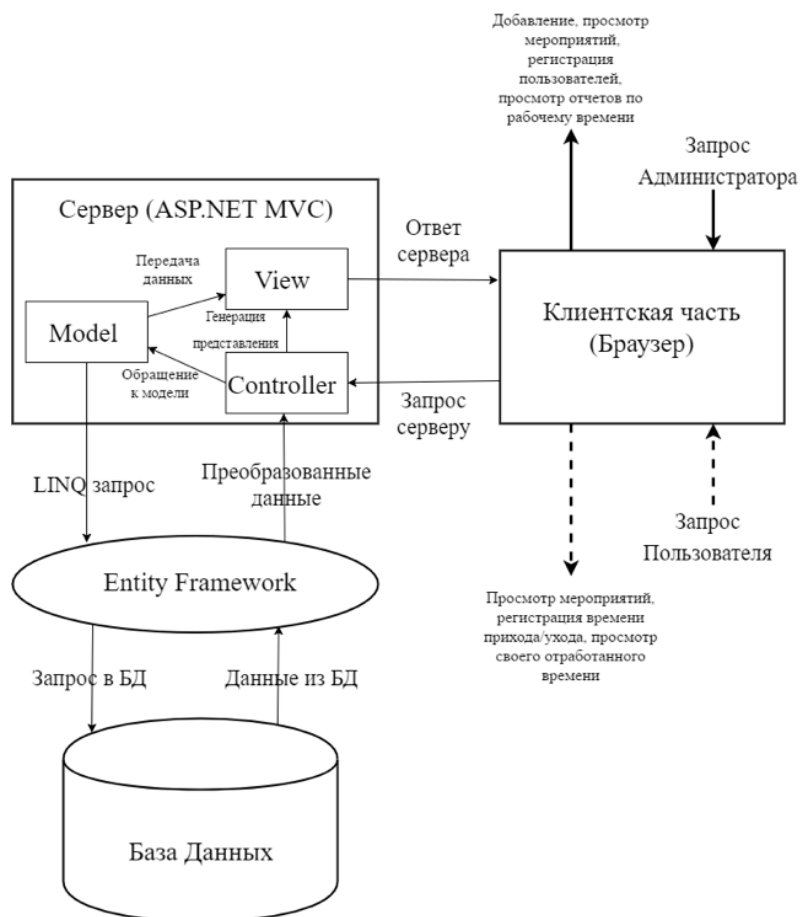 Добавление, просмотр
мероприятий,
регистрация
пользователей,
просмотр отчетов по
рабочему времени
Запрос
Администратора
Сервер (ASP.NET MVC)
Ответ
сервера
Передача
данных
View
Генерация
представления
Model
Обращение
к модели
Controller
Клиентская часть
(Браузер)
Запрос
серверу
LINQ запрос
Преобразованные
данные
Запрос
Пользователя
Entity Framework
Просмотр мероприятий,
регистрация времени
прихода/ухода, просмотр
своего отработанного
времени
Запрос в БД
Данные из БД
База Данных